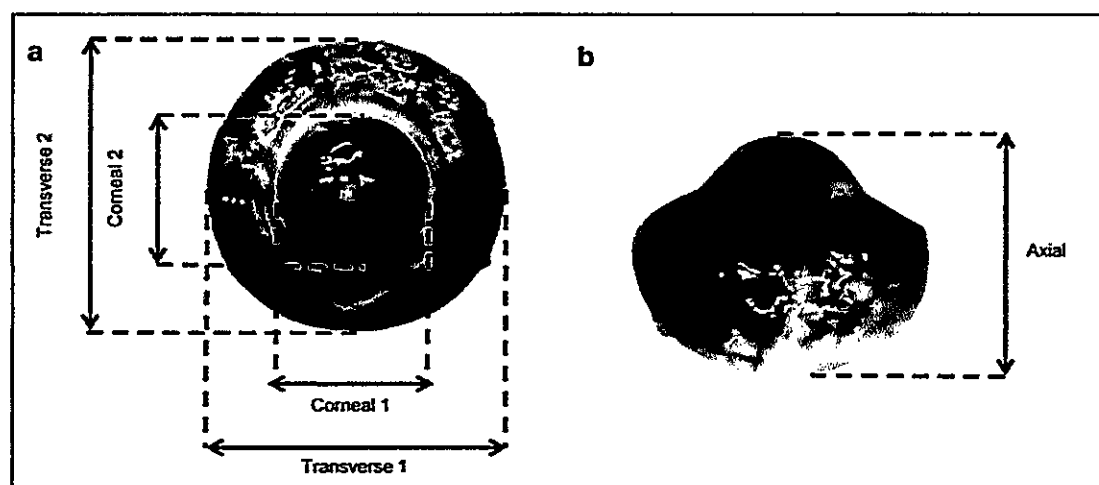 a
b
Transverse 2
Corneal 2
Axial
Corneal 1
Transverse 1